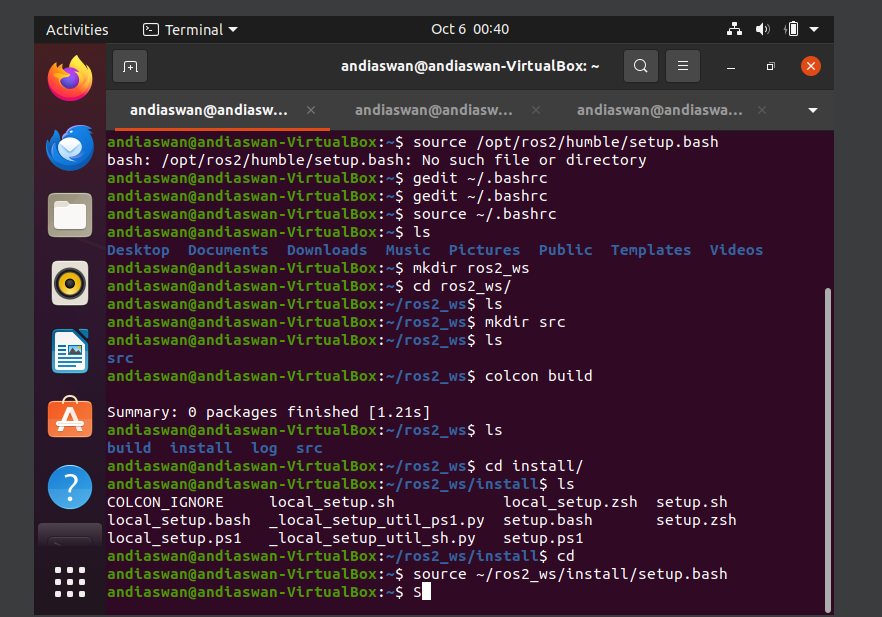 Activities Terminal Oct 6 00:40
andiaswan@andiaswan-VirtualBox: ~
andiaswan@andiasw... andiaswan@andiasw... andiaswan@andiaswa...
andiaswan@andiaswan-VirtualBox:~$ source /opt/ros2/humble/setup.bash
bash: /opt/ros2/humble/setup.bash: No such file or directory
andiaswan@andiaswan-VirtualBox:~$ gedit ~/.bashrc
andiaswan@andiaswan-VirtualBox:~$ gedit ~/.bashrc
andiaswan@andiaswan-VirtualBox:~$ source ~/.bashrc
andiaswan@andiaswan-VirtualBox:~$ ls
Desktop  Documents  Downloads  Music  Pictures  Public  Templates  Videos
andiaswan@andiaswan-VirtualBox:~$ mkdir ros2_ws
andiaswan@andiaswan-VirtualBox:~$ cd ros2_ws/
andiaswan@andiaswan-VirtualBox:~/ros2_ws$ ls
andiaswan@andiaswan-VirtualBox:~/ros2_ws$ mkdir src
andiaswan@andiaswan-VirtualBox:~/ros2_ws$ ls
src
andiaswan@andiaswan-VirtualBox:~/ros2_ws$ colcon build
Summary: 0 packages finished [1.21s]
andiaswan@andiaswan-VirtualBox:~/ros2_ws$ ls
build  install  log  src
andiaswan@andiaswan-VirtualBox:~/ros2_ws$ cd install/
andiaswan@andiaswan-VirtualBox:~/ros2_ws/install$ ls
COLCON_IGNORE     local_setup.sh            local_setup.zsh  setup.sh
local_setup.bash  _local_setup_util_ps1.py  setup.bash       setup.zsh
local_setup.ps1   _local_setup_util_sh.py   setup.ps1
andiaswan@andiaswan-VirtualBox:~/ros2_ws/install$ cd
andiaswan@andiaswan-VirtualBox:~$ source ~/ros2_ws/install/setup.bash
andiaswan@andiaswan-VirtualBox:~$ S